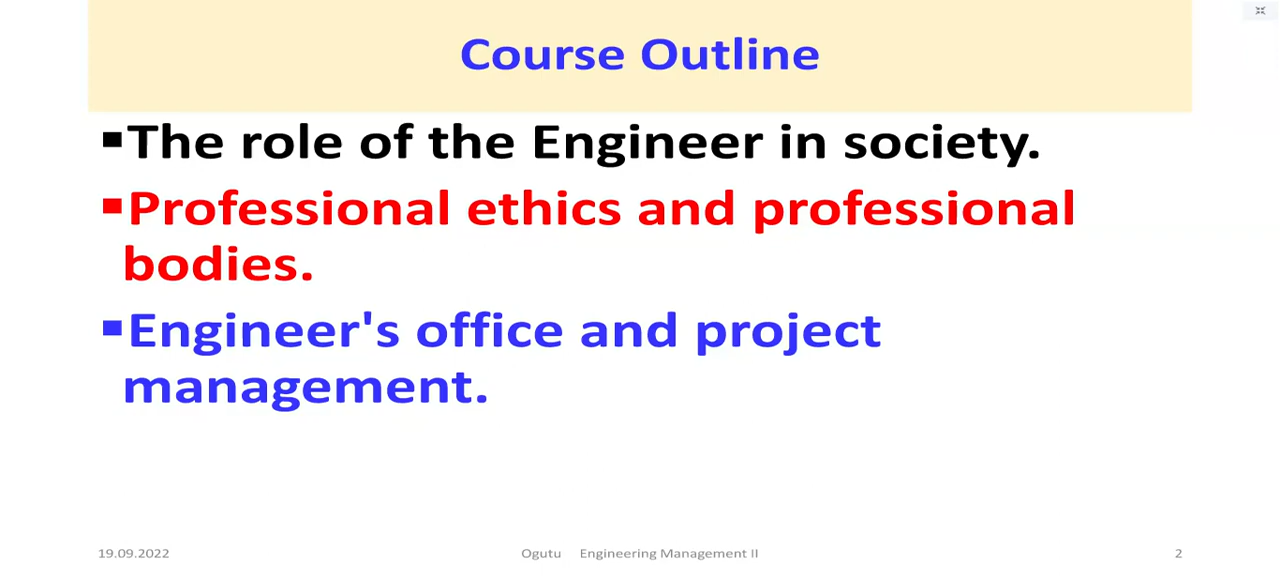 Course Outline
▪The role of the Engineer in society.
▪Professional ethics and professional
bodies.
▪Engineer's office and project
management.
19.09.2022 Ogutu Engineering Management II 2